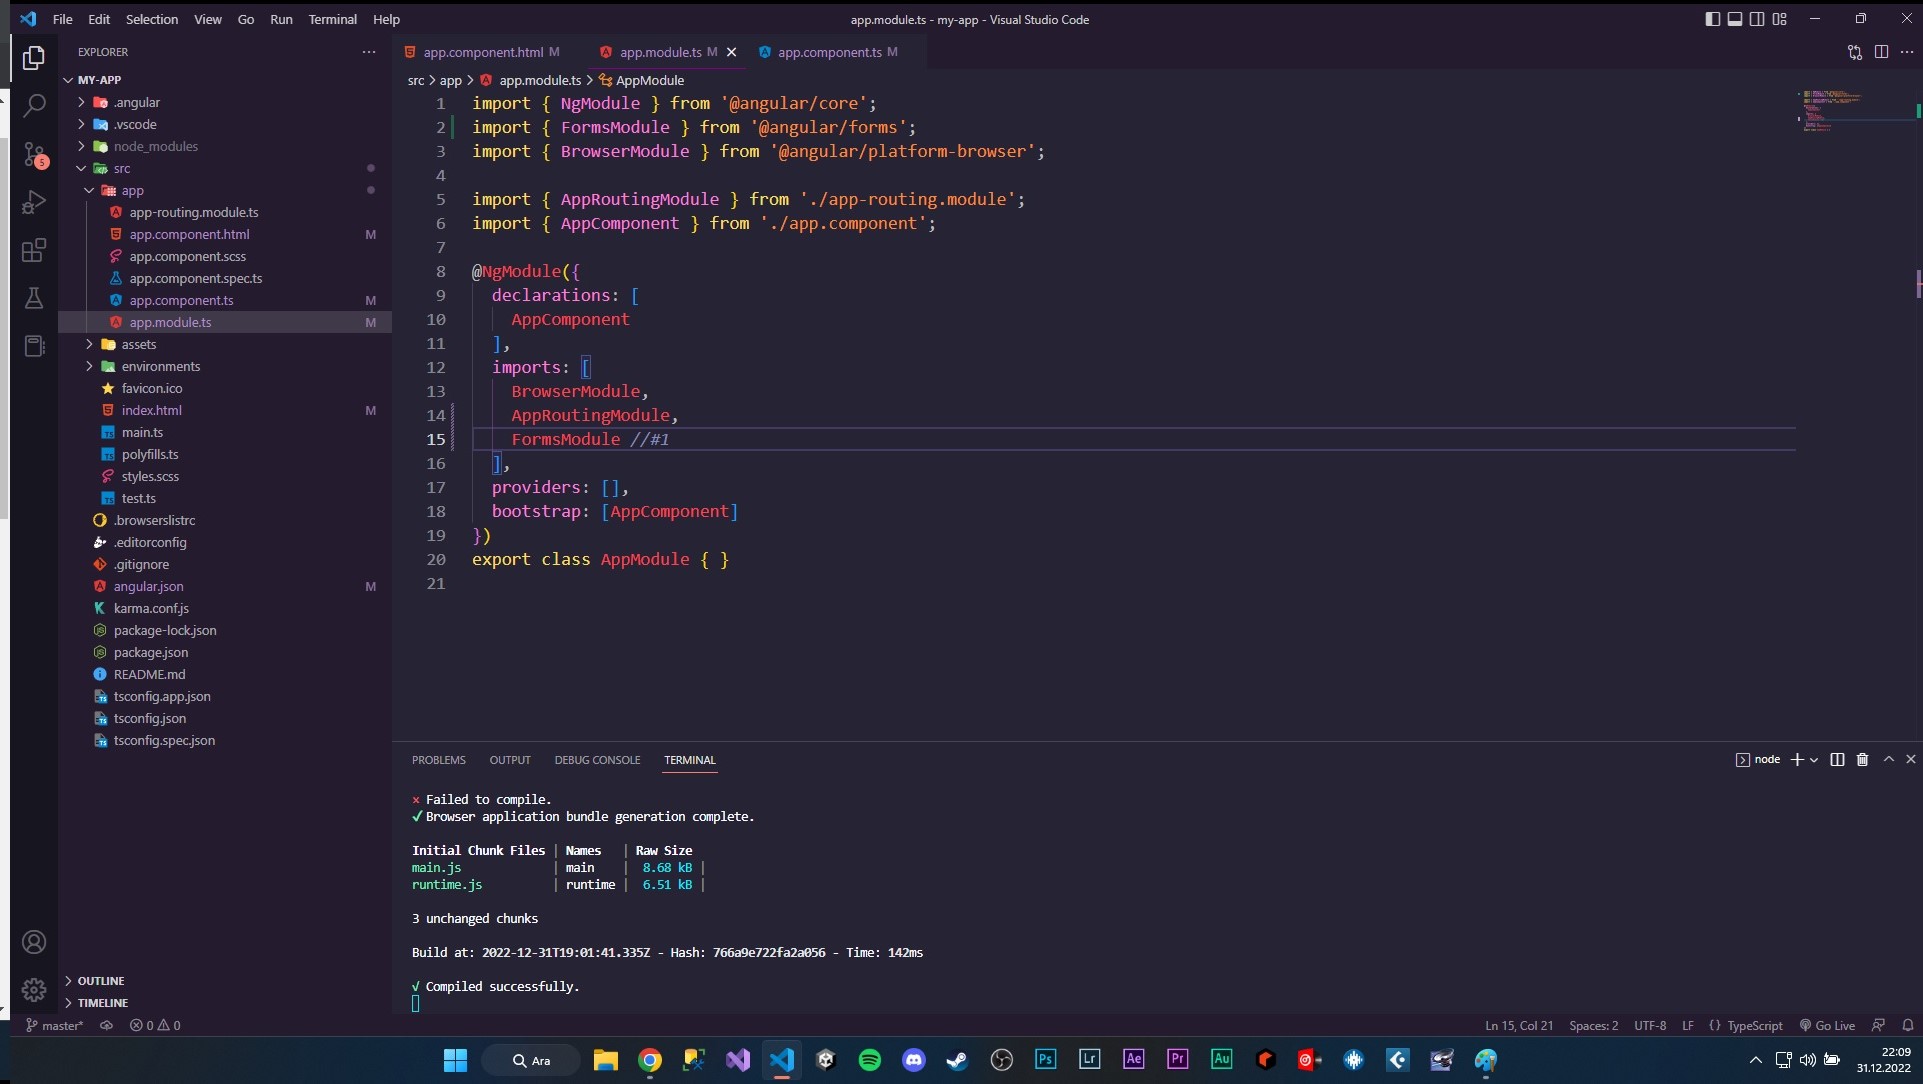 File Edit Selection View Go Run Terminal Help
app.module.ts - my-app - Visual Studio Code
EXPLORER
MY-APP
.angular
.vscode
node_modules
src
app
app-routing.module.ts
app.component.html M
app.component.scss
app.component.spec.ts
app.component.ts M
app.module.ts M
assets
environments
favicon.ico
index.html M
main.ts
polyfills.ts
styles.scss
test.ts
.browserslistrc
.editorconfig
.gitignore
angular.json M
karma.conf.js
package-lock.json
package.json
README.md
tsconfig.app.json
tsconfig.json
tsconfig.spec.json
OUTLINE
TIMELINE
5
app.component.html M app.module.ts M app.component.ts M
src > app > app.module.ts > AppModule
1 import { NgModule } from '@angular/core';
2 import { FormsModule } from '@angular/forms';
3 import { BrowserModule } from '@angular/platform-browser';
4
5 import { AppRoutingModule } from './app-routing.module';
6 import { AppComponent } from './app.component';
7
8 @NgModule({
9 declarations: [
10 AppComponent
11 ],
12 imports: [
13 BrowserModule,
14 AppRoutingModule,
15 FormsModule //#1
16 ],
17 providers: [],
18 bootstrap: [AppComponent]
19 })
20 export class AppModule { }
21
PROBLEMS OUTPUT DEBUG CONSOLE TERMINAL
node
× Failed to compile.
√ Browser application bundle generation complete.
Initial Chunk Files | Names | Raw Size
main.js | main | 8.68 kB |
runtime.js | runtime | 6.51 kB |
3 unchanged chunks
Build at: 2022-12-31T19:01:41.335Z - Hash: 766a9e722fa2a056 - Time: 142ms
√ Compiled successfully.
master* 0 0
Ln 15, Col 21 Spaces: 2 UTF-8 LF {} TypeScript Go Live
Ara
Ps Lr Ae Pr Au
22:09
31.12.2022